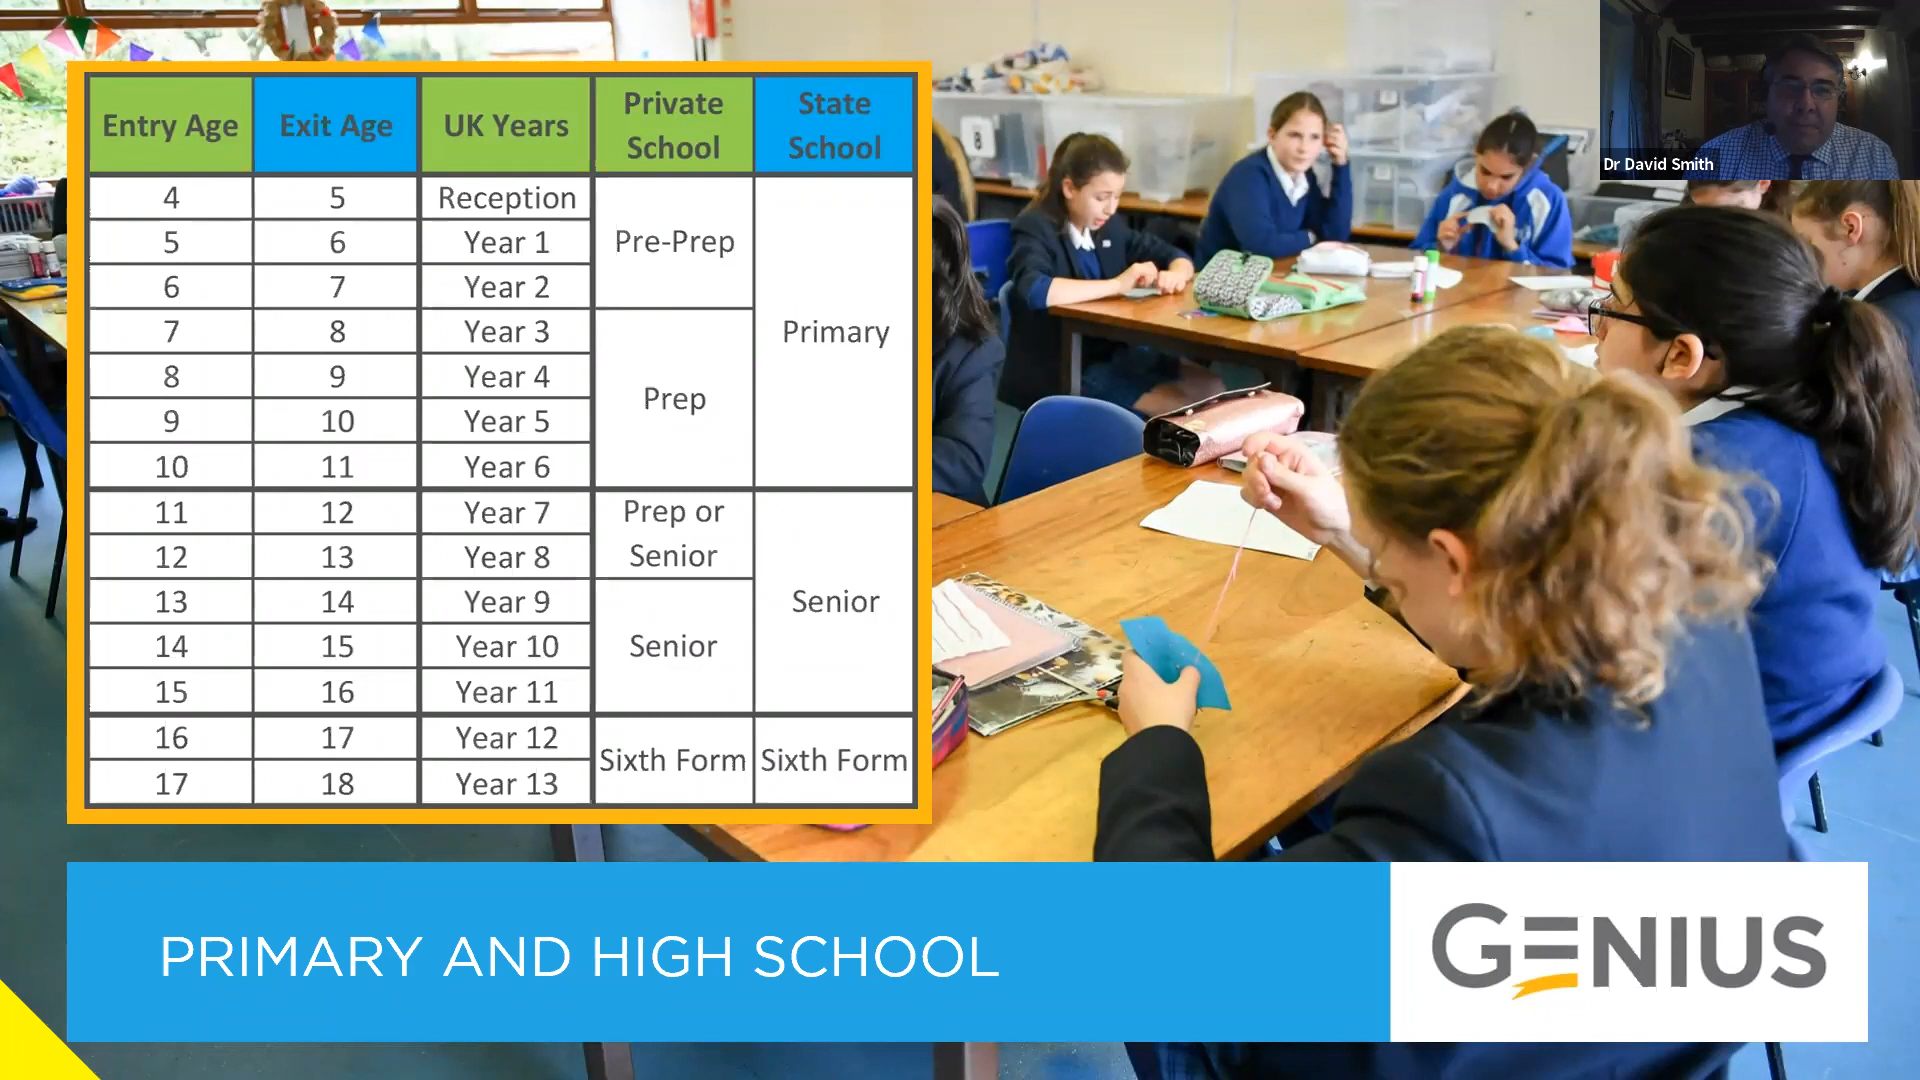 Entry Age Exit Age UK Years Private School State School
4 5 Reception Pre-Prep Primary
5 6 Year 1
6 7 Year 2
7 8 Year 3 Prep
8 9 Year 4
9 10 Year 5
10 11 Year 6
11 12 Year 7 Prep or Senior Senior
12 13 Year 8
13 14 Year 9 Senior
14 15 Year 10
15 16 Year 11
16 17 Year 12 Sixth Form Sixth Form
17 18 Year 13
8
Dr David Smith
PRIMARY AND HIGH SCHOOL
GENIUS